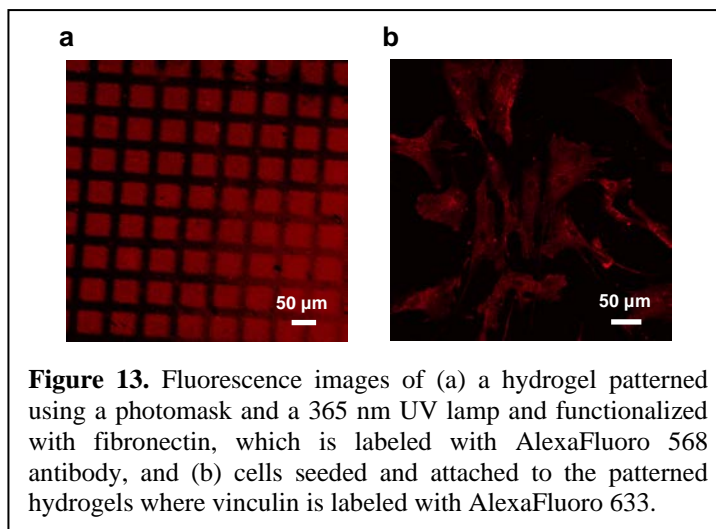 a
b
50 µm
50 µm
Figure 13. Fluorescence images of (a) a hydrogel patterned
using a photomask and a 365 nm UV lamp and functionalized
with fibronectin, which is labeled with AlexaFluoro 568
antibody, and (b) cells seeded and attached to the patterned
hydrogels where vinculin is labeled with AlexaFluoro 633.